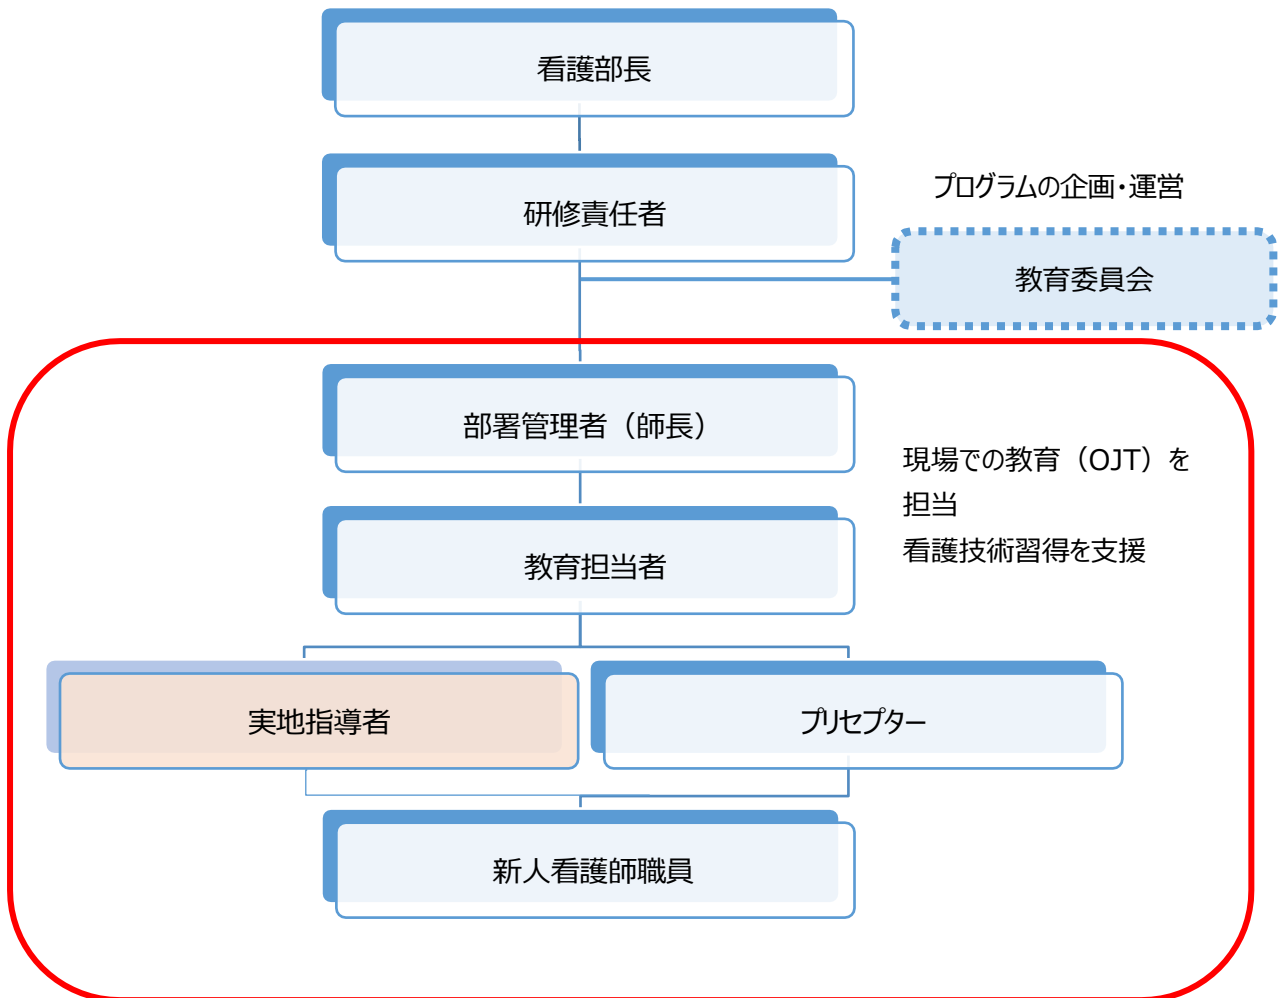 看護部長
研修責任者
プログラムの企画・運営
教育委員会
部署管理者（師長）
現場での教育（OJT）を
担当
看護技術習得を支援
教育担当者
実地指導者
プリセプター
新人看護師職員